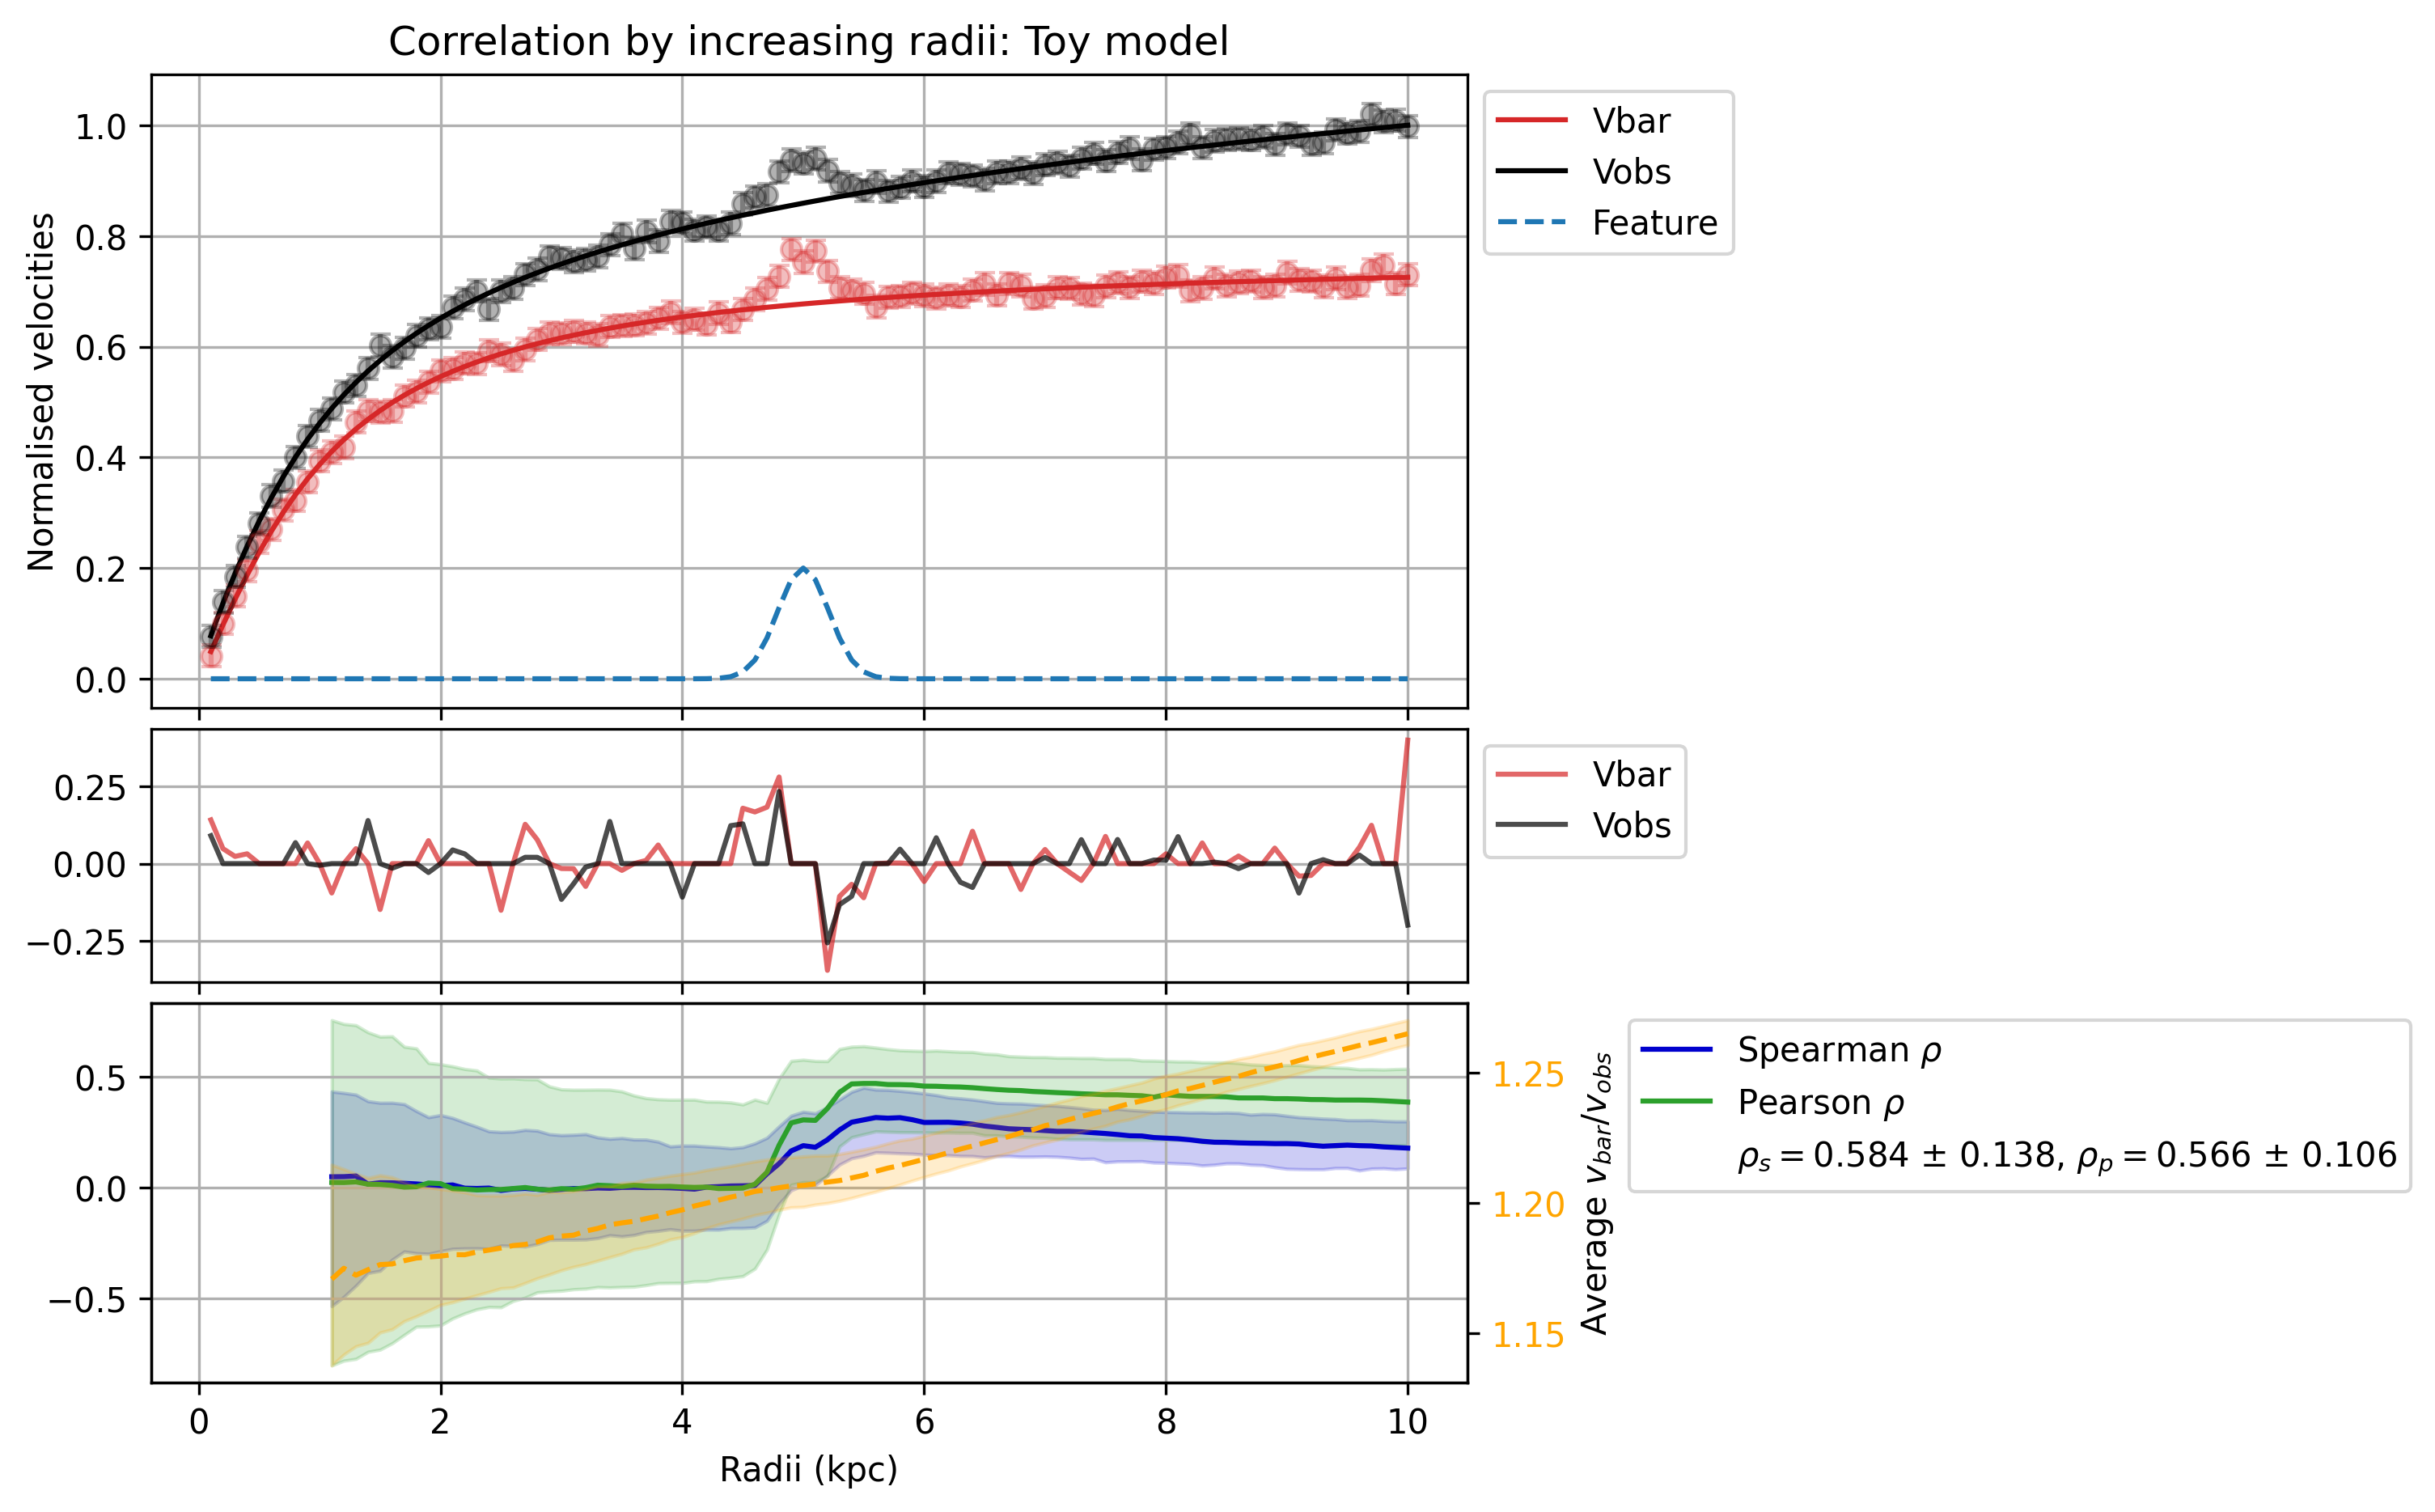 Correlation by increasing radii: Toy model
Normalised velocities
1.0
0.8
0.6
0.4
0.2
0.0
Vbar
Vobs
Feature
0.25
0.00
−0.25
Vbar
Vobs
0.5
0.0
−0.5
1.25
1.20
1.15
Average v_bar/v_obs
Spearman ρ
Pearson ρ
ρ_s = 0.584 ± 0.138, ρ_p = 0.566 ± 0.106
0 2 4 6 8 10
Radii (kpc)